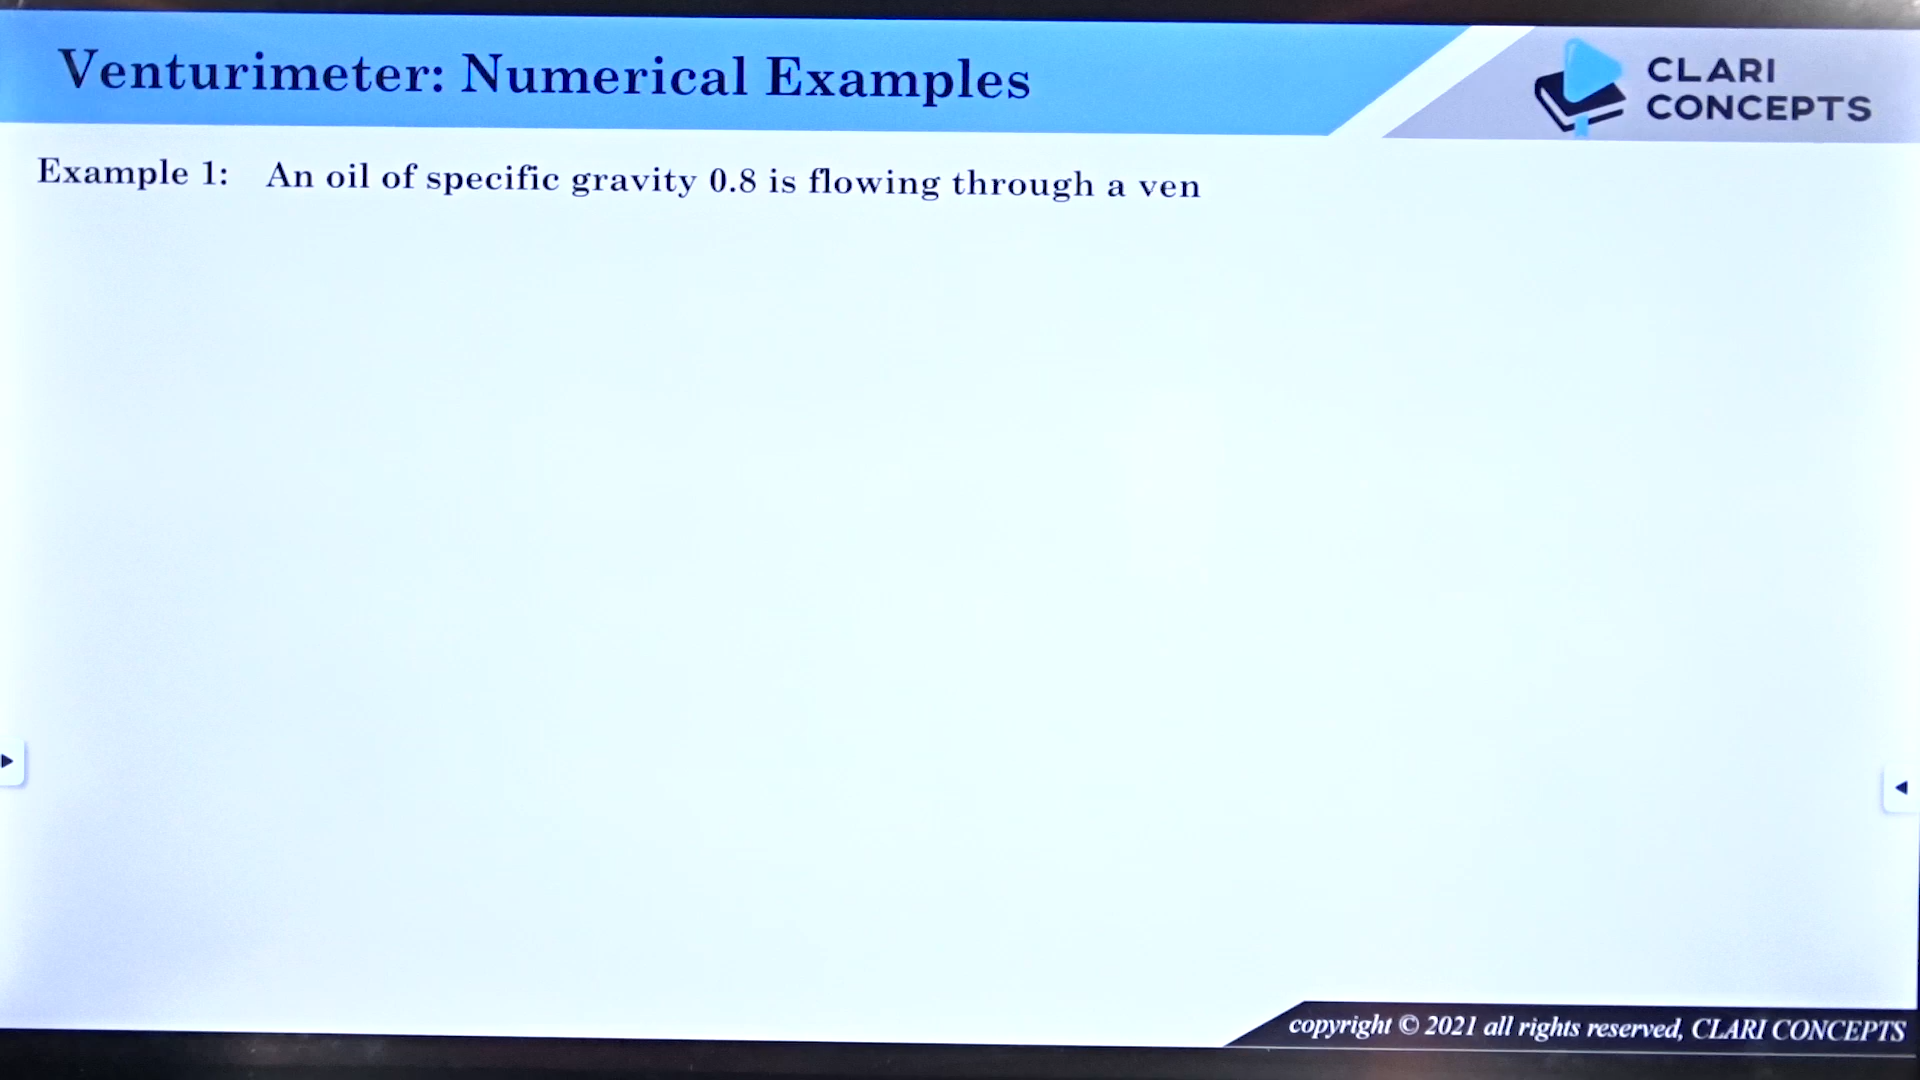 Venturimeter: Numerical Examples
CLARI
CONCEPTS
Example 1: An oil of specific gravity 0.8 is flowing through a ven
copyright © 2021 all rights reserved, CLARI CONCEPTS